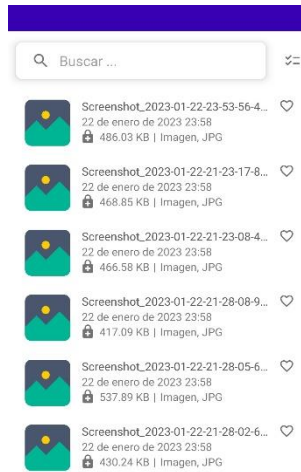 Buscar ...
Screenshot_2023-01-22-23-53-56-4...
22 de enero de 2023 23:58
486.03 KB | Imagen, JPG
Screenshot_2023-01-22-21-23-17-8...
22 de enero de 2023 23:58
468.85 KB | Imagen, JPG
Screenshot_2023-01-22-21-23-08-4...
22 de enero de 2023 23:58
466.58 KB | Imagen, JPG
Screenshot_2023-01-22-21-28-08-9...
22 de enero de 2023 23:58
417.09 KB | Imagen, JPG
Screenshot_2023-01-22-21-28-05-6...
22 de enero de 2023 23:58
537.89 KB | Imagen, JPG
Screenshot_2023-01-22-21-28-02-6...
22 de enero de 2023 23:58
430.24 KB | Imagen, JPG